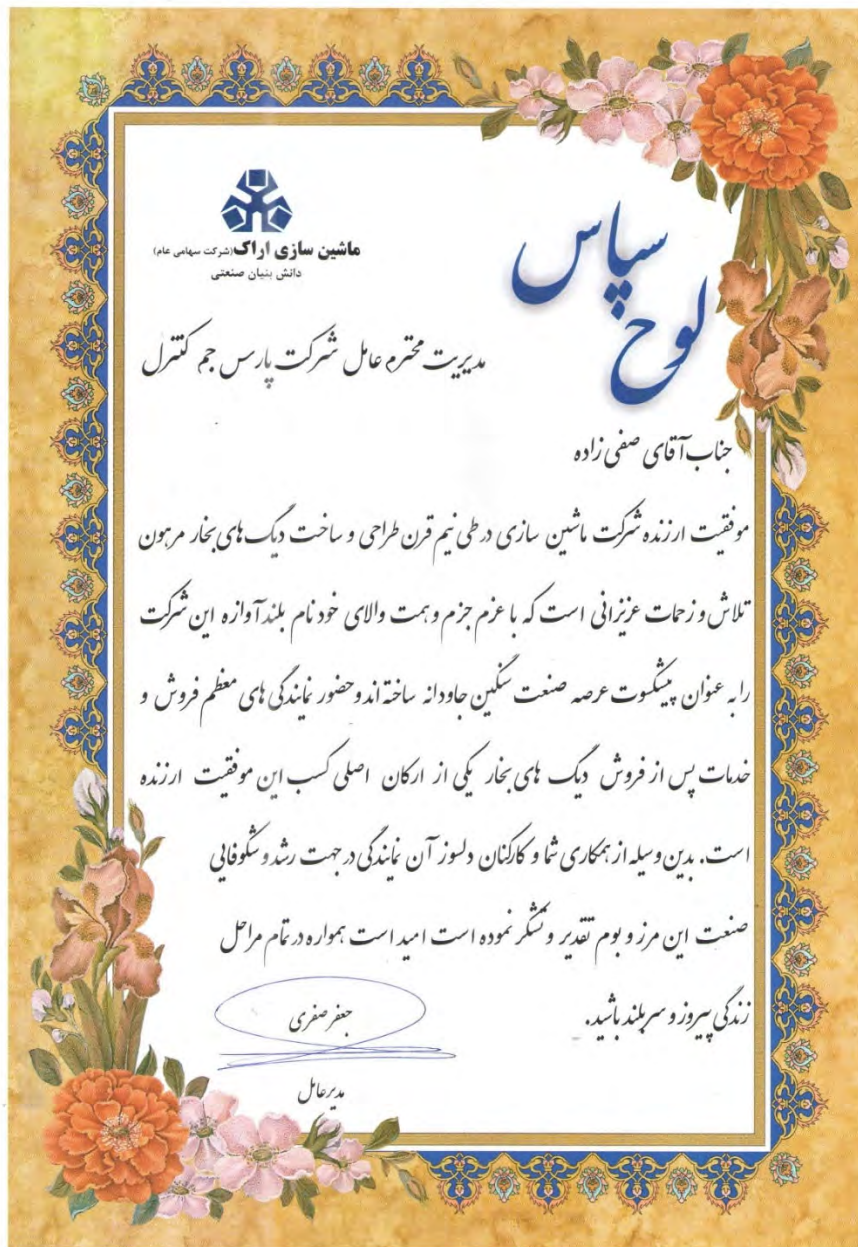 لوح سپاس
ماشین سازی اراک (شرکت سهامی عام)
دانش بنیان صنعتی
مدیریت محترم عامل شرکت پارس جم کنترل
جناب آقای صفی زاده
موفقیت ارزنده شرکت ماشین سازی در طی نیم قرن طراحی و ساخت دیگ های بخار مرهون
تلاش و زحمات عزیزانی است که با عزم جزم و همت والای خود نام بلند آوازه این شرکت
را به عنوان پیشکسوت عرصه صنعت سنگین جاودانه ساخته اند و حضور نمایندگی های معظم فروش و
خدمات پس از فروش دیگ های بخار یکی از ارکان اصلی کسب این موفقیت ارزنده
است. بدین وسیله از همکاری شما و کارکنان دلسوز آن نمایندگی در جهت رشد و شکوفایی
صنعت این مرز و بوم تقدیر و تشکر نموده است امید است همواره در تمام مراحل
زندگی پیروز و سربلند باشید.
جعفر صفری
مدیرعامل